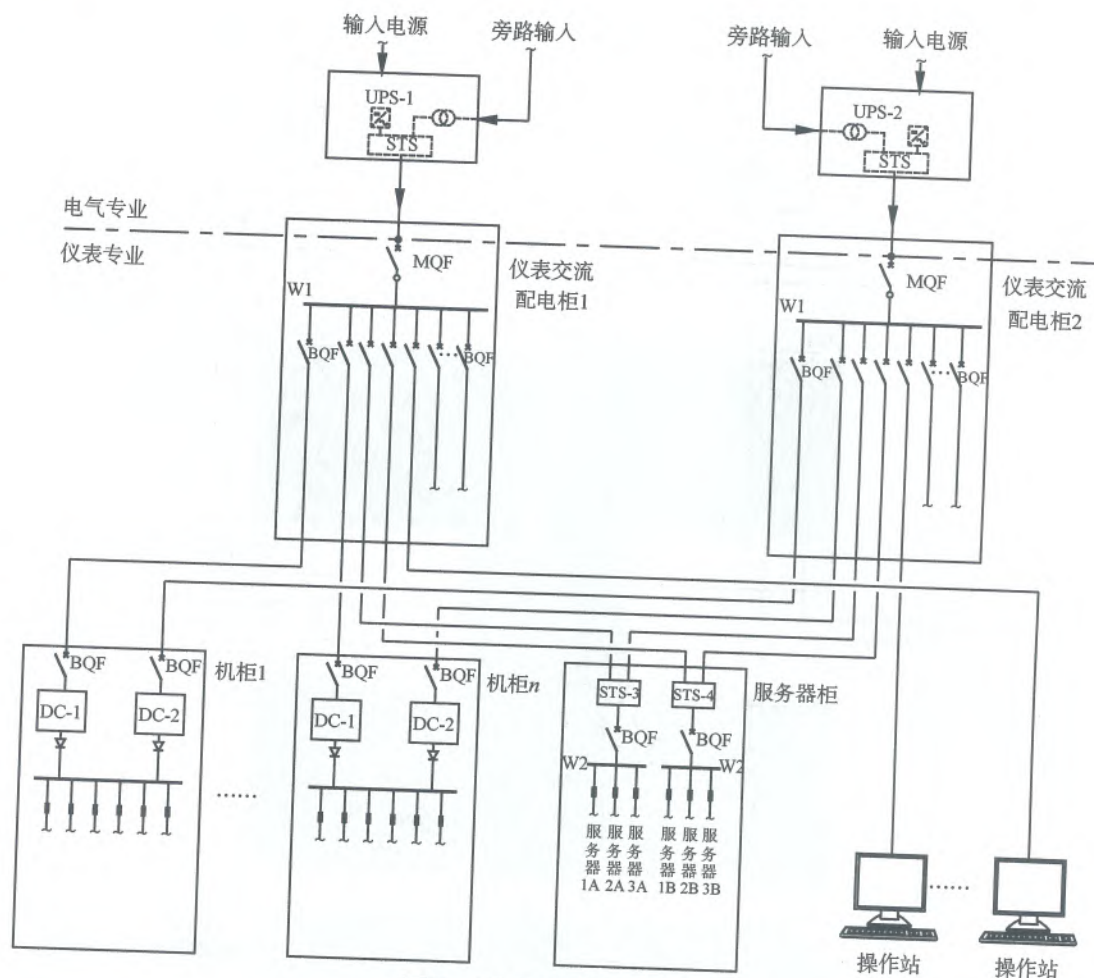 输入电源
旁路输入
旁路输入
输入电源
UPS-1
STS
UPS-2
STS
电气专业
仪表专业
MQF
仪表交流
配电柜1
W1
BQF
BQF
MQF
仪表交流
配电柜2
W1
BQF
BQF
BQF
BQF
机柜1
DC-1
DC-2
……
BQF
BQF
机柜n
DC-1
DC-2
STS-3
STS-4
服务器柜
BQF
BQF
W2
W2
服务器1A
服务器2A
服务器3A
服务器1B
服务器2B
服务器3B
……
操作站
操作站